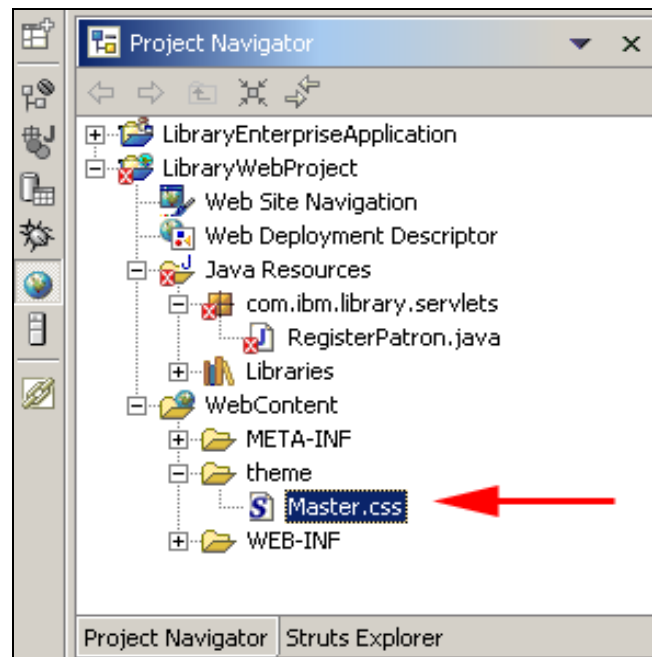 Project Navigator
LibraryEnterpriseApplication
LibraryWebProject
Web Site Navigation
Web Deployment Descriptor
Java Resources
com.ibm.library.servlets
RegisterPatron.java
Libraries
WebContent
META-INF
theme
Master.css
WEB-INF
Project Navigator Struts Explorer